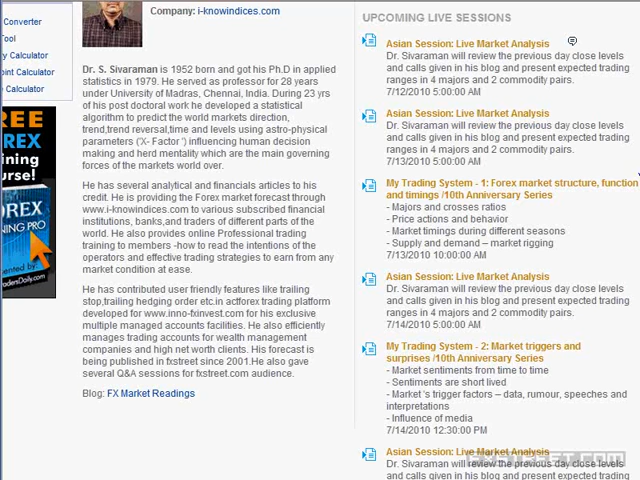 Company: i-knowindices.com
Converter
Tool
y Calculator
oint Calculator
e Calculator
REE
OREX
ining
urse!
OREX
NING PRO
ented by:
radersDaily.com
Dr. S. Sivaraman is 1952 born and got his Ph.D in applied
statistics in 1979. He served as professor for 28 years
under University of Madras, Chennai, India. During 23 yrs
of his post doctoral work he developed a statistical
algorithm to predict the world markets direction,
trend,trend reversal,time and levels using astro-physical
parameters ('X- Factor ') influencing human decision
making and herd mentality which are the main governing
forces of the markets world over.
He has several analytical and financials articles to his
credit. He is providing the Forex market forecast through
www.i-knowindices.com to various subscribed financial
institutions, banks,and traders of different parts of the
world. He also provides online Professional trading
training to members -how to read the intentions of the
operators and effective trading strategies to earn from any
market condition at ease.
He has contributed user friendly features like trailing
stop,trailing hedging order etc.in actforex trading platform
developed for www.inno-fxinvest.com for his exclusive
multiple managed accounts facilities. He also efficiently
manages trading accounts for wealth management
companies and high net worth clients. His forecast is
being published in fxstreet since 2001.He also gave
several Q&A sessions for fxstreet.com audience.
Blog: FX Market Readings
UPCOMING LIVE SESSIONS
Asian Session: Live Market Analysis
Dr. Sivaraman will review the previous day close levels
and calls given in his blog and present expected trading
ranges in 4 majors and 2 commodity pairs.
7/12/2010 5:00:00 AM
Asian Session: Live Market Analysis
Dr. Sivaraman will review the previous day close levels
and calls given in his blog and present expected trading
ranges in 4 majors and 2 commodity pairs.
7/13/2010 5:00:00 AM
My Trading System - 1: Forex market structure, function
and timings /10th Anniversary Series
- Majors and crosses ratios
- Price actions and behavior
- Market timings during different seasons
- Supply and demand – market rigging
7/13/2010 10:00:00 AM
Asian Session: Live Market Analysis
Dr. Sivaraman will review the previous day close levels
and calls given in his blog and present expected trading
ranges in 4 majors and 2 commodity pairs.
7/14/2010 5:00:00 AM
My Trading System - 2: Market triggers and
surprises /10th Anniversary Series
- Market sentiments from time to time
- Sentiments are short lived
- Market 's trigger factors – data, rumour, speeches and
interpretations
- Influence of media
7/14/2010 12:30:00 PM
Asian Session: Live Market Analysis
Dr. Sivaraman will review the previous day close levels
and calls given in his blog and present expected trading
FXSTREET.COM